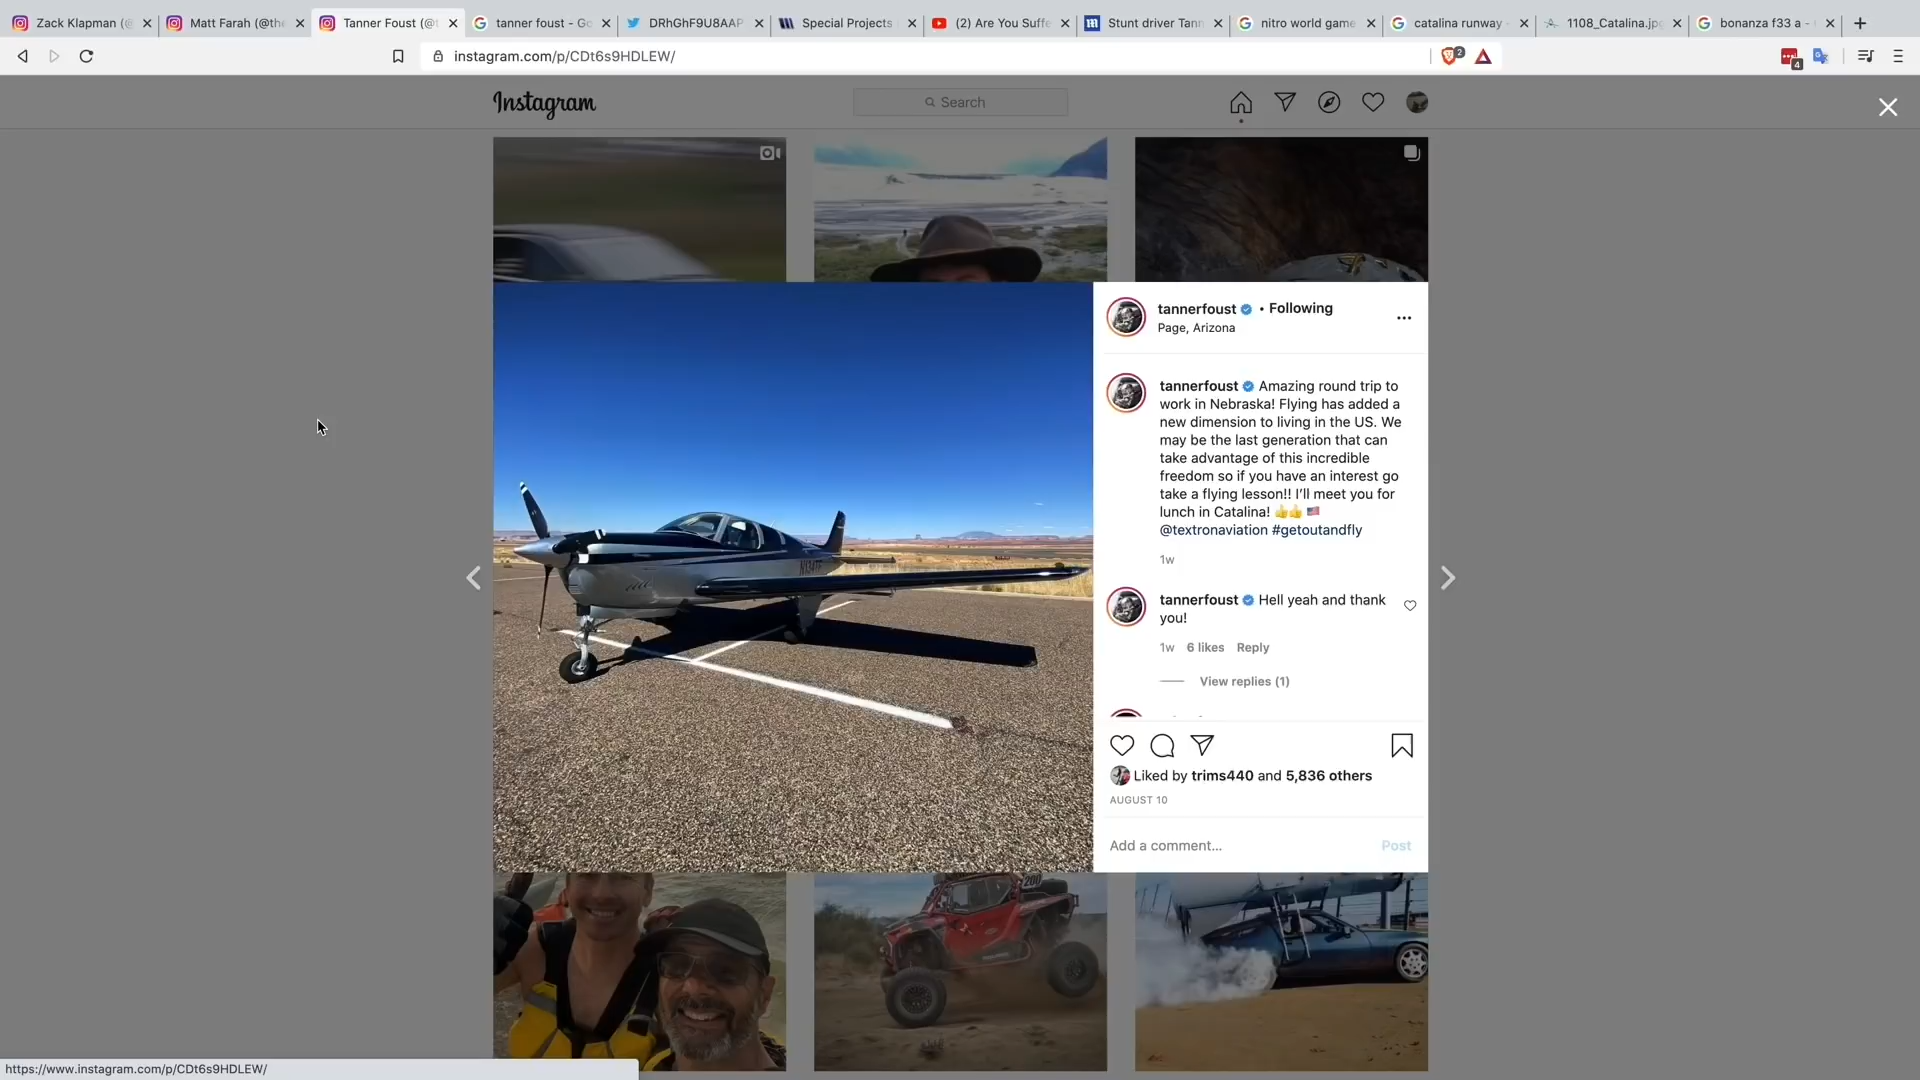 Zack Klapman (@
Matt Farah (@the
Tanner Foust (@t
tanner foust - Go
DRhGhF9U8AAP
Special Projects
(2) Are You Suffe
Stunt driver Tann
nitro world game
catalina runway -
1108_Catalina.jp
bonanza f33 a -
instagram.com/p/CDt6s9HDLEW/
2
4
Instagram
Search
tannerfoust • Following
Page, Arizona
tannerfoust Amazing round trip to
work in Nebraska! Flying has added a
new dimension to living in the US. We
may be the last generation that can
take advantage of this incredible
freedom so if you have an interest go
take a flying lesson!! I'll meet you for
lunch in Catalina! 👍👍🇺🇸
@textronaviation #getoutandfly
1w
tannerfoust Hell yeah and thank
you!
1w 6 likes Reply
View replies (1)
Liked by trims440 and 5,836 others
AUGUST 10
Add a comment... Post
https://www.instagram.com/p/CDt6s9HDLEW/